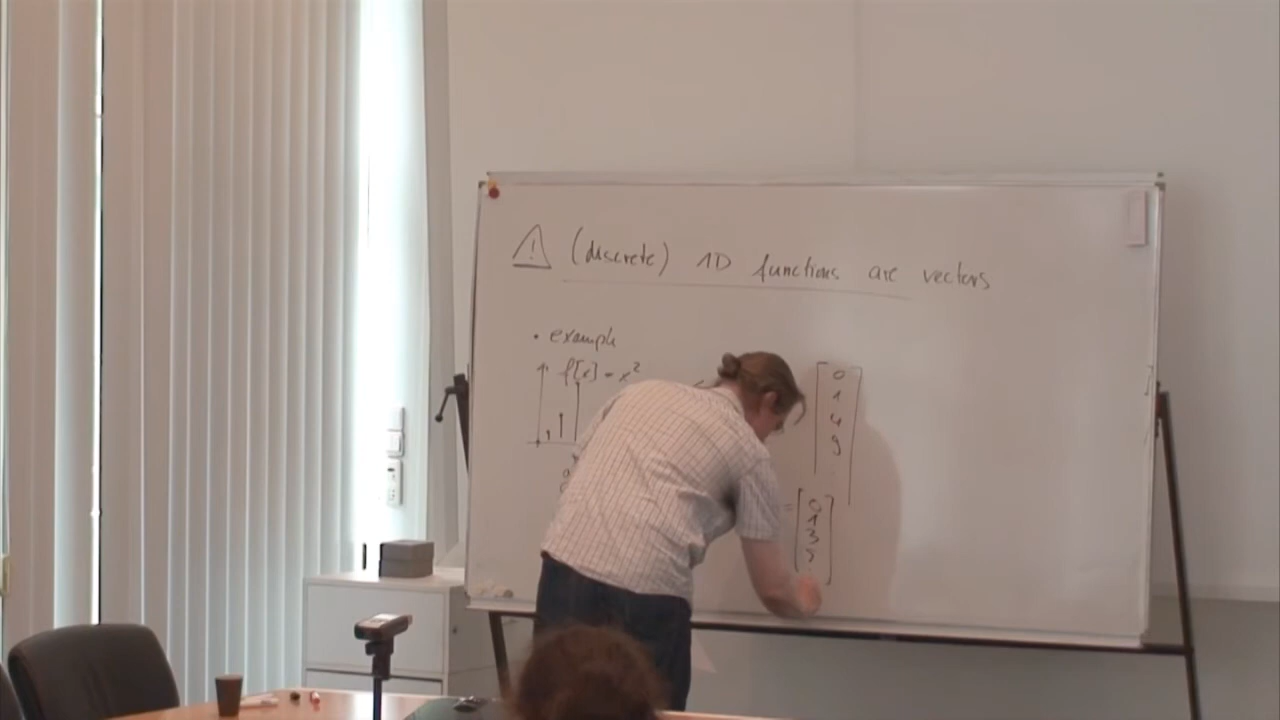 ! (discrete) 1D functions are vectors
• example
f[x] = x²
0
1
4
9
=
0
1
3